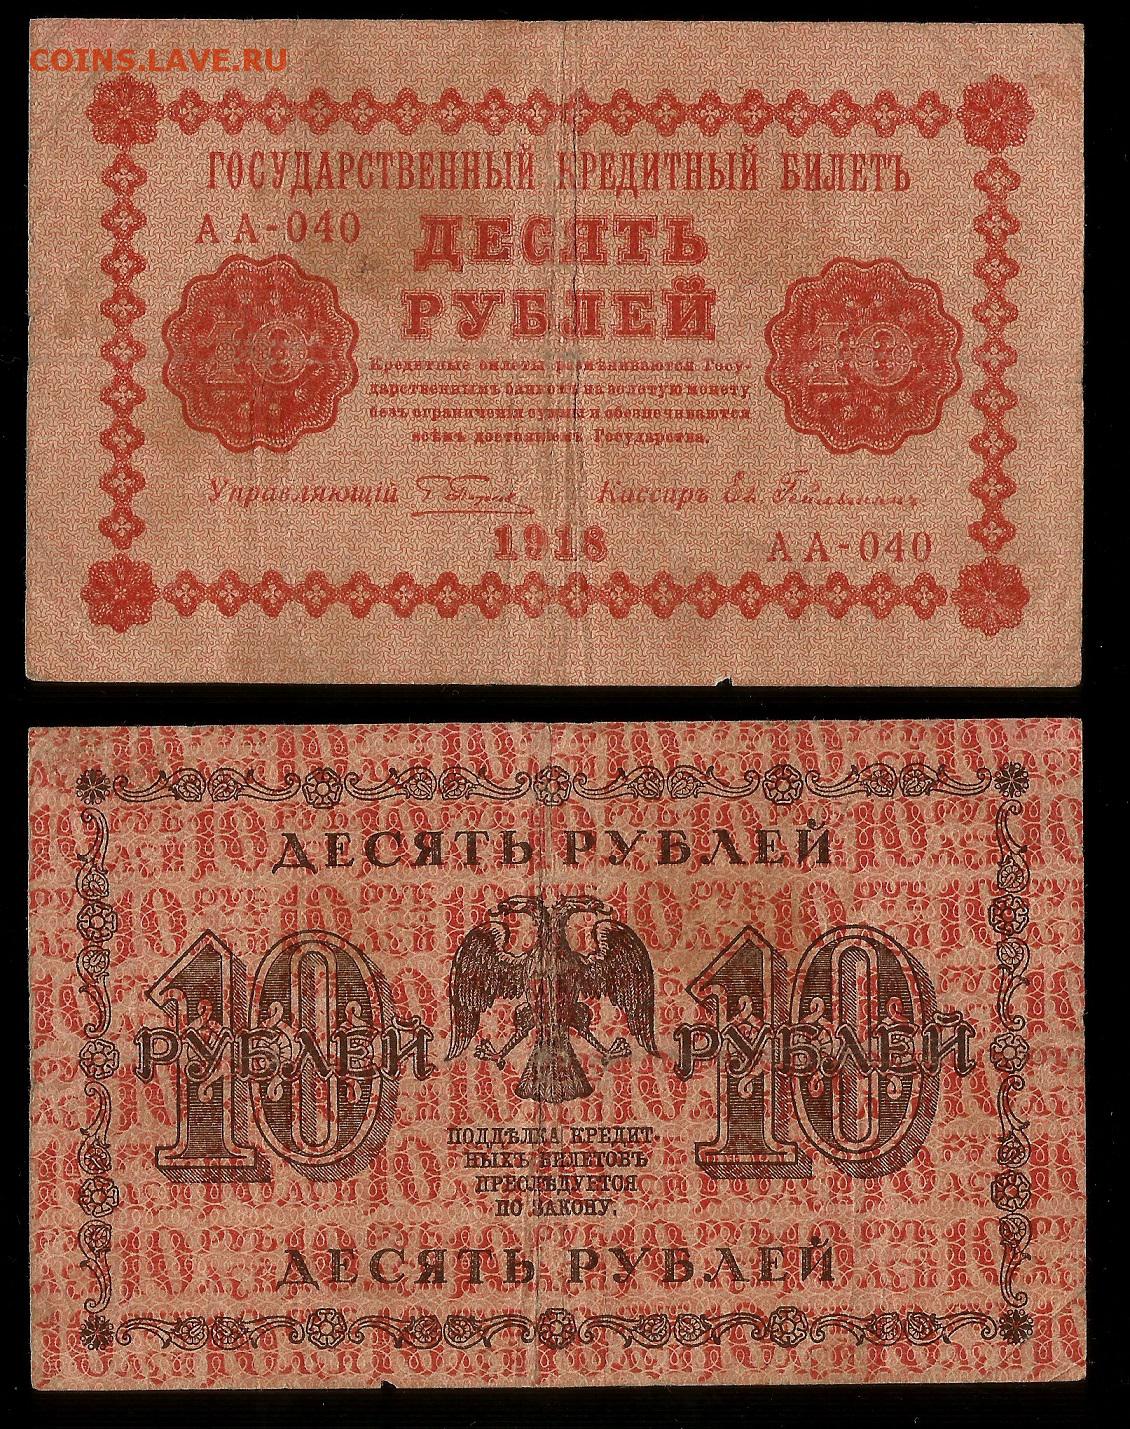 COINS.LAVE.RU
ГОСУДАРСТВЕННЫЙ КРЕДИТНЫЙ БИЛЕТЪ
АА-040
ДЕСЯТЬ
РУБЛЕЙ
10 10
Кредитные билеты размѣниваются Госу-
дарственнымъ банкомъ на золотую монету
безъ ограниченія суммы и обезпечиваются
всѣмъ достояніемъ Государства.
Управляющій Кассиръ
1918
АА-040
ДЕСЯТЬ РУБЛЕЙ
10 10
РУБЛЕЙ РУБЛЕЙ
ПОДДѢЛКА КРЕДИТ-
НЫХЪ БИЛЕТОВЪ
ПРЕСЛѢДУЕТСЯ
ПО ЗАКОНУ.
ДЕСЯТЬ РУБЛЕЙ